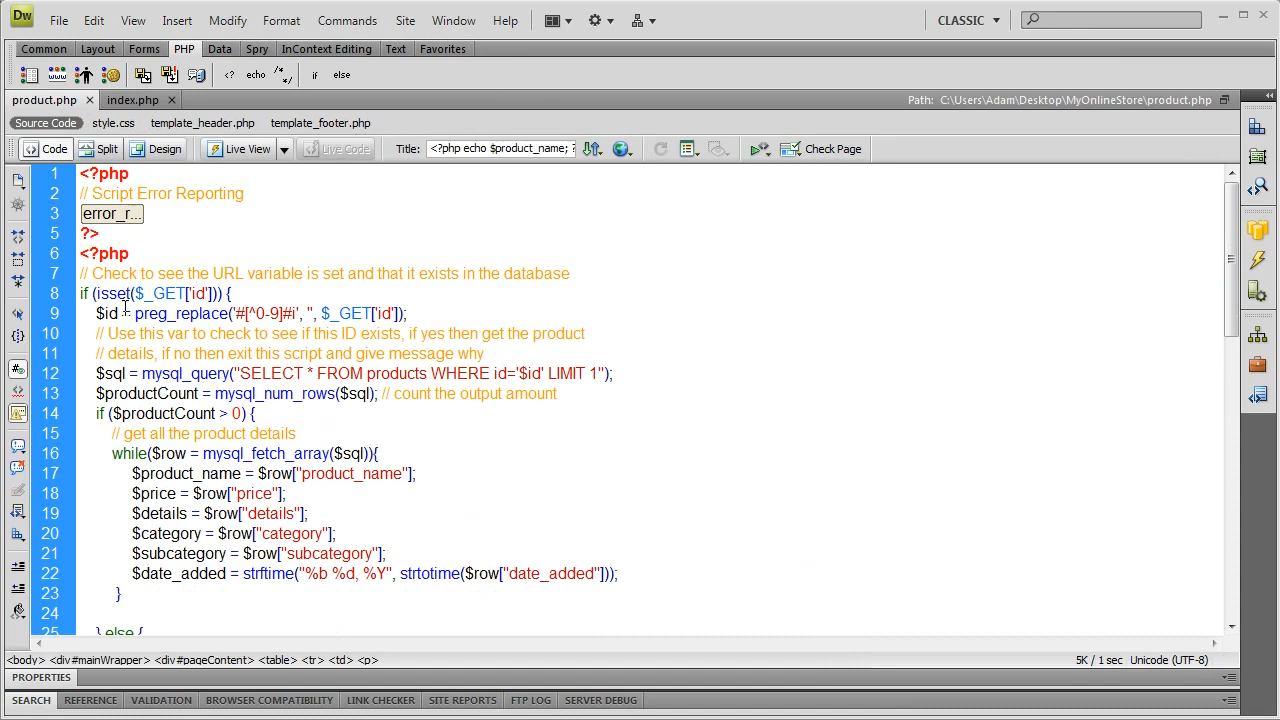 Dw File Edit View Insert Modify Format Commands Site Window Help CLASSIC
Common Layout Forms PHP Data Spry InContext Editing Text Favorites
<? echo /* */ if else
product.php index.php Path: C:\Users\Adam\Desktop\MyOnlineStore\product.php
Source Code style.css template_header.php template_footer.php
Code Split Design Live View Live Code Title: <?php echo $product_name; ? Check Page
1 <?php
2 // Script Error Reporting
3 error_r...
5 ?>
6 <?php
7 // Check to see the URL variable is set and that it exists in the database
8 if (isset($_GET['id'])) {
9 $id = preg_replace('#[^0-9]#i', '', $_GET['id']);
10 // Use this var to check to see if this ID exists, if yes then get the product
11 // details, if no then exit this script and give message why
12 $sql = mysql_query("SELECT * FROM products WHERE id='$id' LIMIT 1");
13 $productCount = mysql_num_rows($sql); // count the output amount
14 if ($productCount > 0) {
15 // get all the product details
16 while($row = mysql_fetch_array($sql)){
17 $product_name = $row["product_name"];
18 $price = $row["price"];
19 $details = $row["details"];
20 $category = $row["category"];
21 $subcategory = $row["subcategory"];
22 $date_added = strftime("%b %d, %Y", strtotime($row["date_added"]));
23 }
24
25 } else {
<body> <div#mainWrapper> <div#pageContent> <table> <tr> <td> <p> 5K / 1 sec Unicode (UTF-8)
PROPERTIES
SEARCH REFERENCE VALIDATION BROWSER COMPATIBILITY LINK CHECKER SITE REPORTS FTP LOG SERVER DEBUG